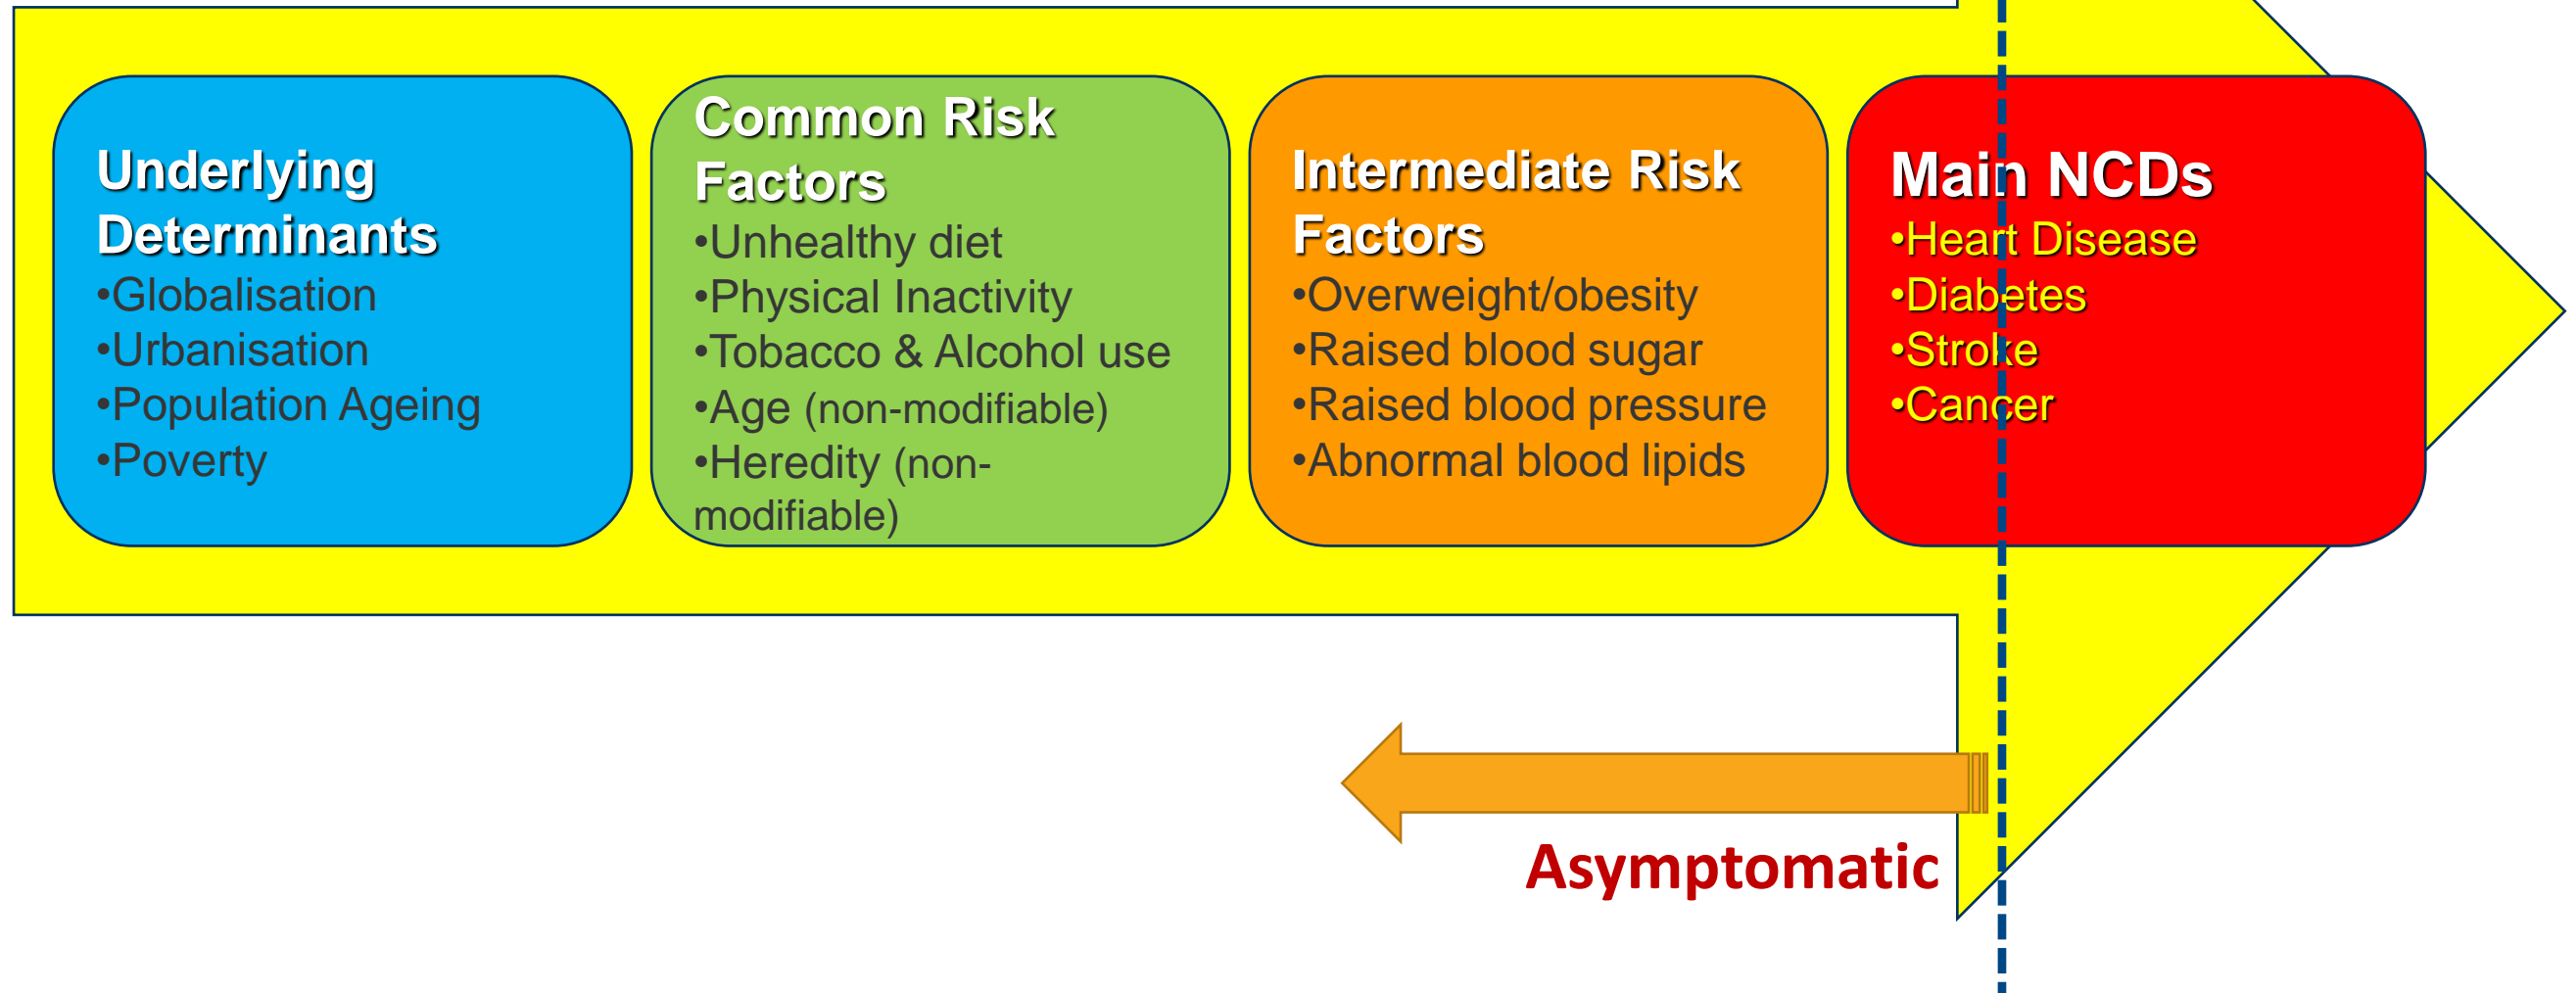 Underlying
Determinants
•Globalisation
•Urbanisation
•Population Ageing
•Poverty
Common Risk
Factors
•Unhealthy diet
•Physical Inactivity
•Tobacco & Alcohol use
•Age (non-modifiable)
•Heredity (non-
modifiable)
Intermediate Risk
Factors
•Overweight/obesity
•Raised blood sugar
•Raised blood pressure
•Abnormal blood lipids
Main NCDs
•Heart Disease
•Diabetes
•Stroke
•Cancer
Asymptomatic